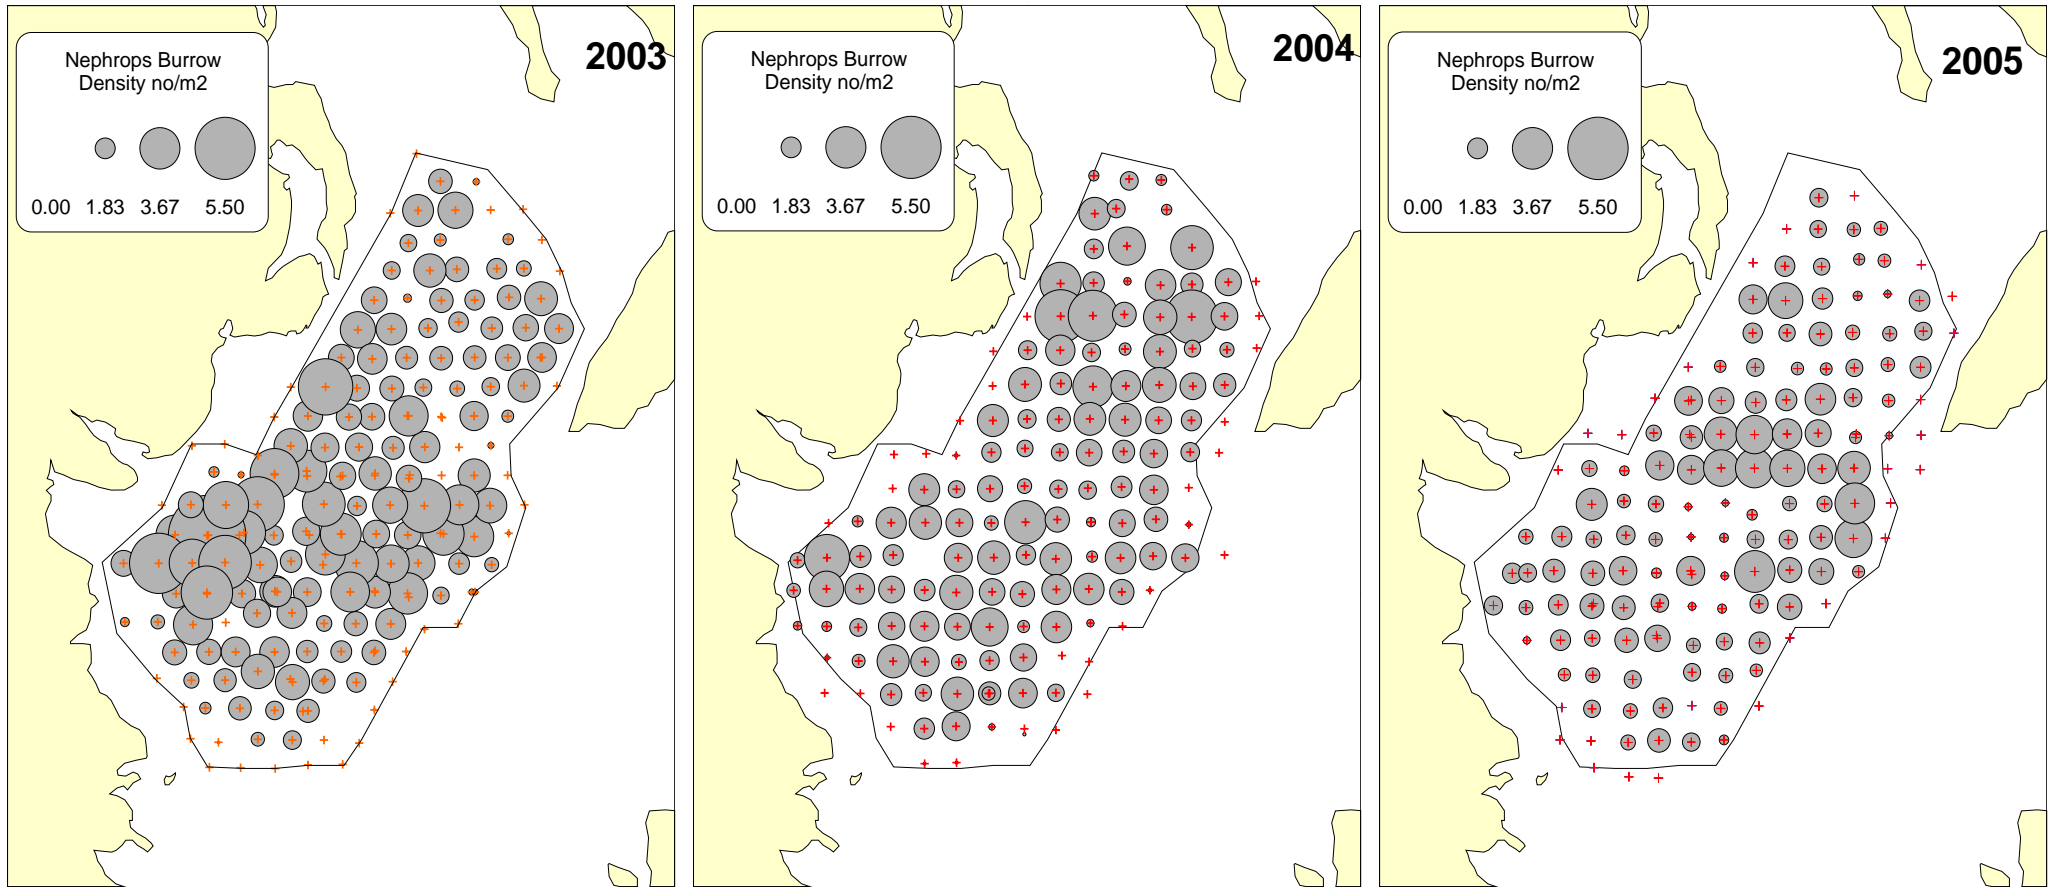 2003
Nephrops Burrow
Density no/m2
0.00 1.83 3.67 5.50
2004
Nephrops Burrow
Density no/m2
0.00 1.83 3.67 5.50
2005
Nephrops Burrow
Density no/m2
0.00 1.83 3.67 5.50